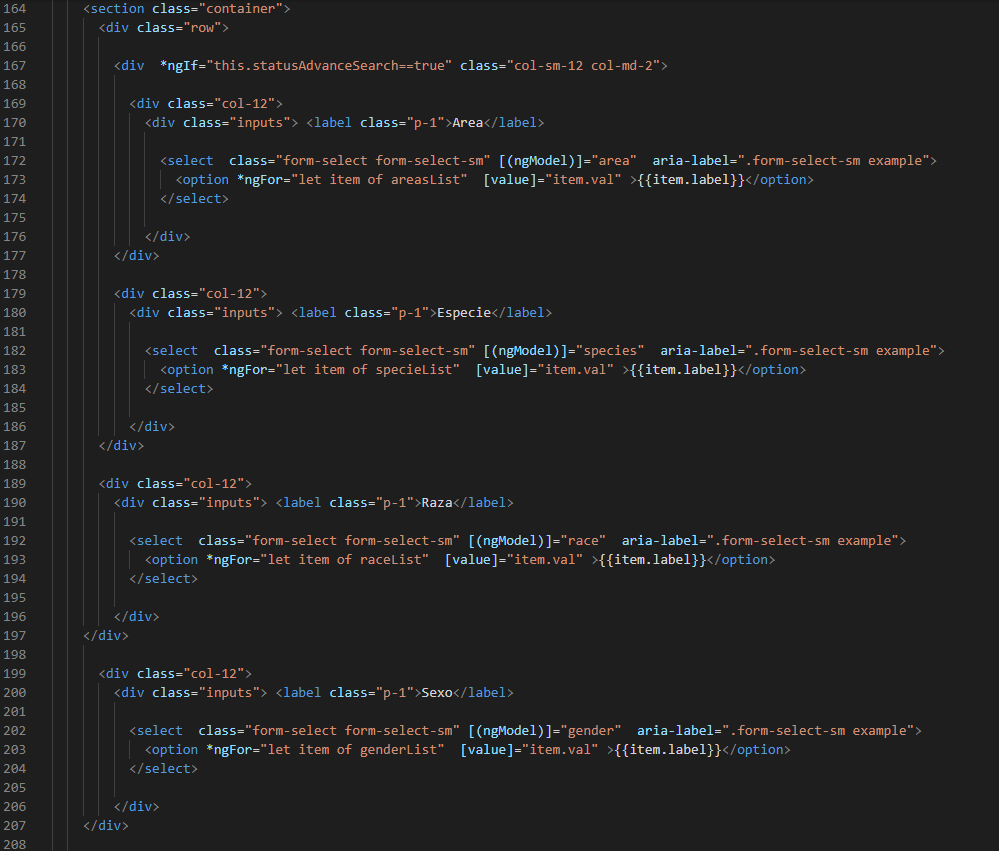 164 <section class="container">
165 <div class="row">
166
167 <div  *ngIf="this.statusAdvanceSearch==true" class="col-sm-12 col-md-2">
168
169 <div class="col-12">
170 <div class="inputs"> <label class="p-1">Area</label>
171
172 <select  class="form-select form-select-sm" [(ngModel)]="area"  aria-label=".form-select-sm example">
173 <option *ngFor="let item of areasList"  [value]="item.val" >{{item.label}}</option>
174 </select>
175
176 </div>
177 </div>
178
179 <div class="col-12">
180 <div class="inputs"> <label class="p-1">Especie</label>
181
182 <select  class="form-select form-select-sm" [(ngModel)]="species"  aria-label=".form-select-sm example">
183 <option *ngFor="let item of specieList"  [value]="item.val" >{{item.label}}</option>
184 </select>
185
186 </div>
187 </div>
188
189 <div class="col-12">
190 <div class="inputs"> <label class="p-1">Raza</label>
191
192 <select  class="form-select form-select-sm" [(ngModel)]="race"  aria-label=".form-select-sm example">
193 <option *ngFor="let item of raceList"  [value]="item.val" >{{item.label}}</option>
194 </select>
195
196 </div>
197 </div>
198
199 <div class="col-12">
200 <div class="inputs"> <label class="p-1">Sexo</label>
201
202 <select  class="form-select form-select-sm" [(ngModel)]="gender"  aria-label=".form-select-sm example">
203 <option *ngFor="let item of genderList"  [value]="item.val" >{{item.label}}</option>
204 </select>
205
206 </div>
207 </div>
208